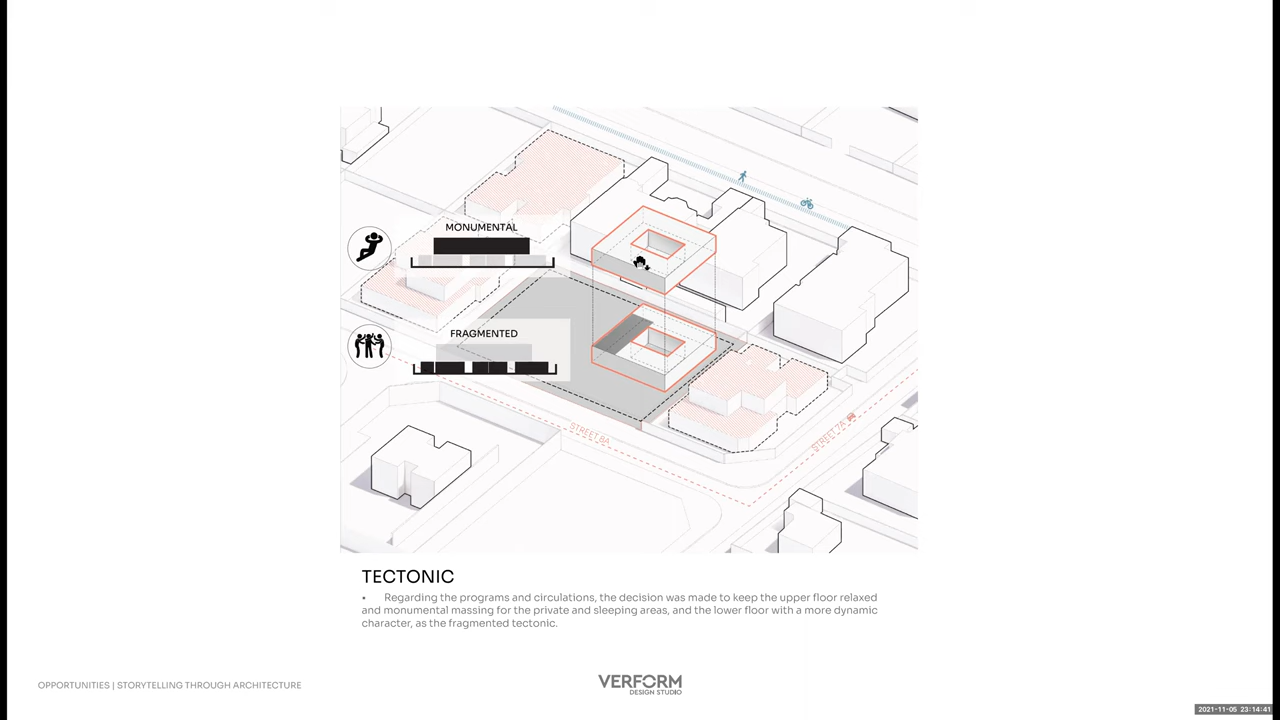 MONUMENTAL
FRAGMENTED
STREET 8A
STREET 7A
TECTONIC
• Regarding the programs and circulations, the decision was made to keep the upper floor relaxed
and monumental massing for the private and sleeping areas, and the lower floor with a more dynamic
character, as the fragmented tectonic.
OPPORTUNITIES | STORYTELLING THROUGH ARCHITECTURE
VERFORM
DESIGN STUDIO
2021-11-05 23:14:41